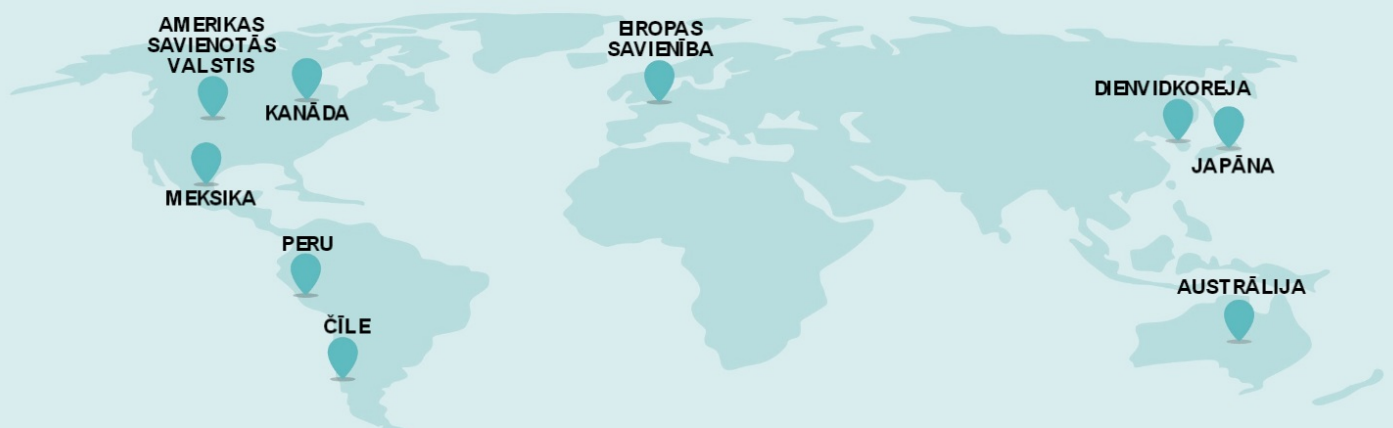 AMERIKAS
SAVIENOTĀS
VALSTIS
KANĀDA
MEKSIKA
PERU
ČĪLE
EIROPAS
SAVIENĪBA
DIENVIDKOREJA
JAPĀNA
AUSTRĀLIJA